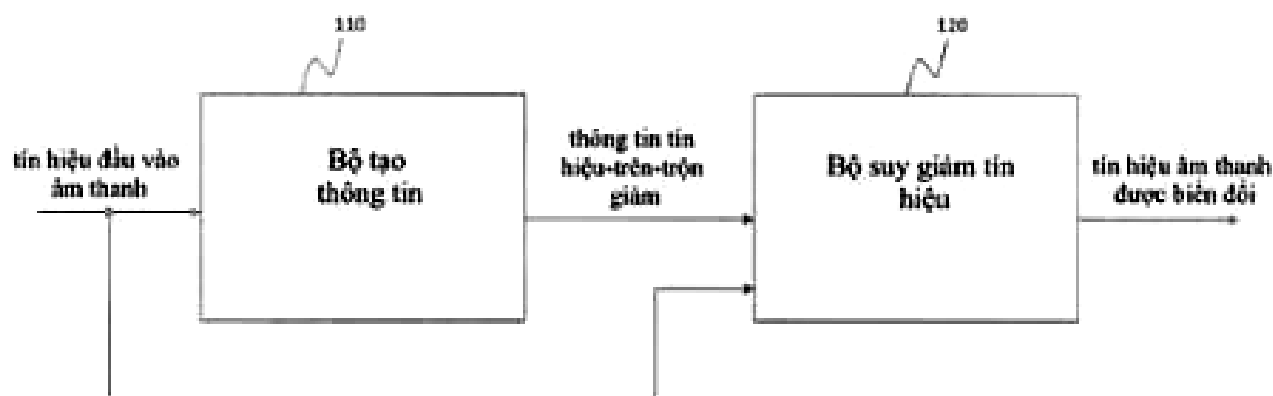 110
120
tín hiệu đầu vào
âm thanh
Bộ tạo
thông tin
thông tin tín
hiệu-trên-trộn
giảm
Bộ suy giảm tín
hiệu
tín hiệu âm thanh
được biến đổi